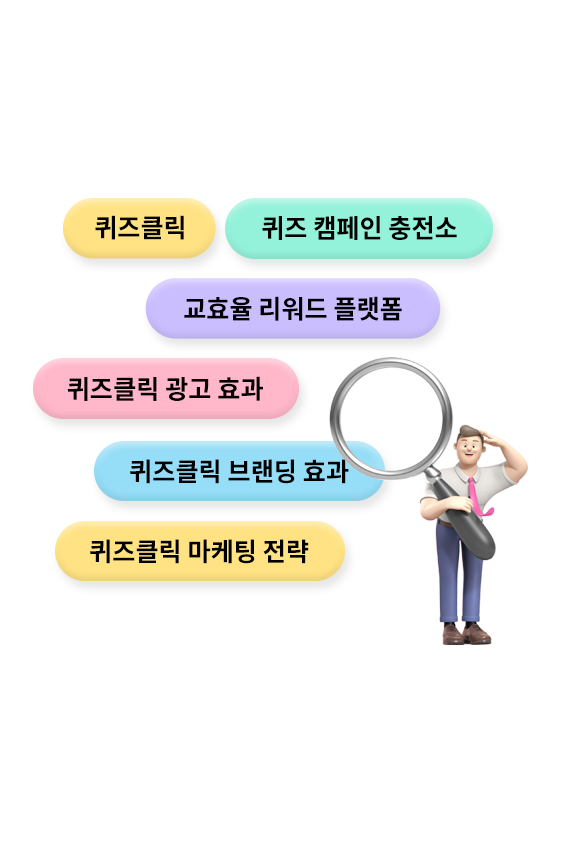 퀴즈클릭
퀴즈 캠페인 충전소
교효율 리워드 플랫폼
퀴즈클릭 광고 효과
퀴즈클릭 브랜딩 효과
퀴즈클릭 마케팅 전략